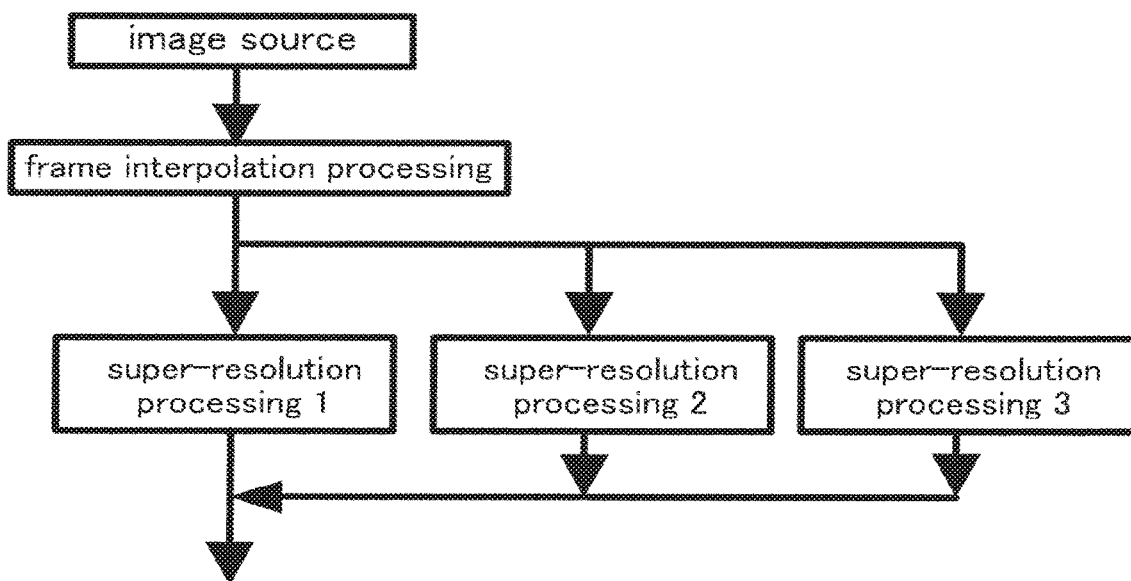 image source
frame interpolation processing
super-resolution
processing 1
super-resolution
processing 2
super-resolution
processing 3